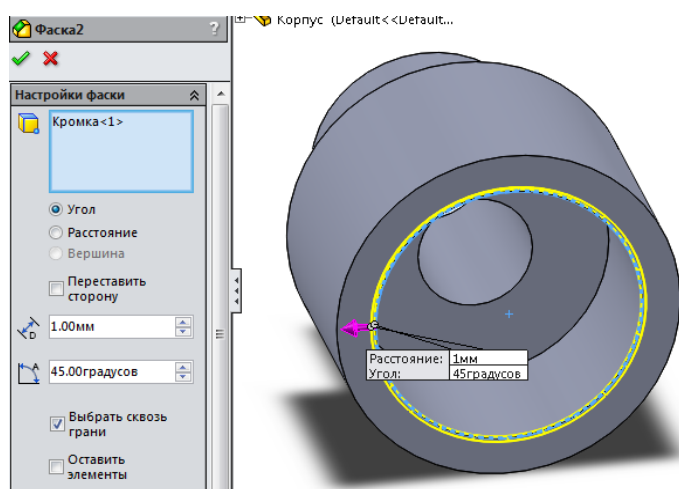 Фаска2 ?
Корпус (Default<<Default...
Настройки фаски
Кромка<1>
Угол
Расстояние
Вершина
Переставить
сторону
D 1.00мм
A 45.00градусов
Выбрать сквозь
грани
Оставить
элементы
Расстояние: 1мм
Угол: 45градусов